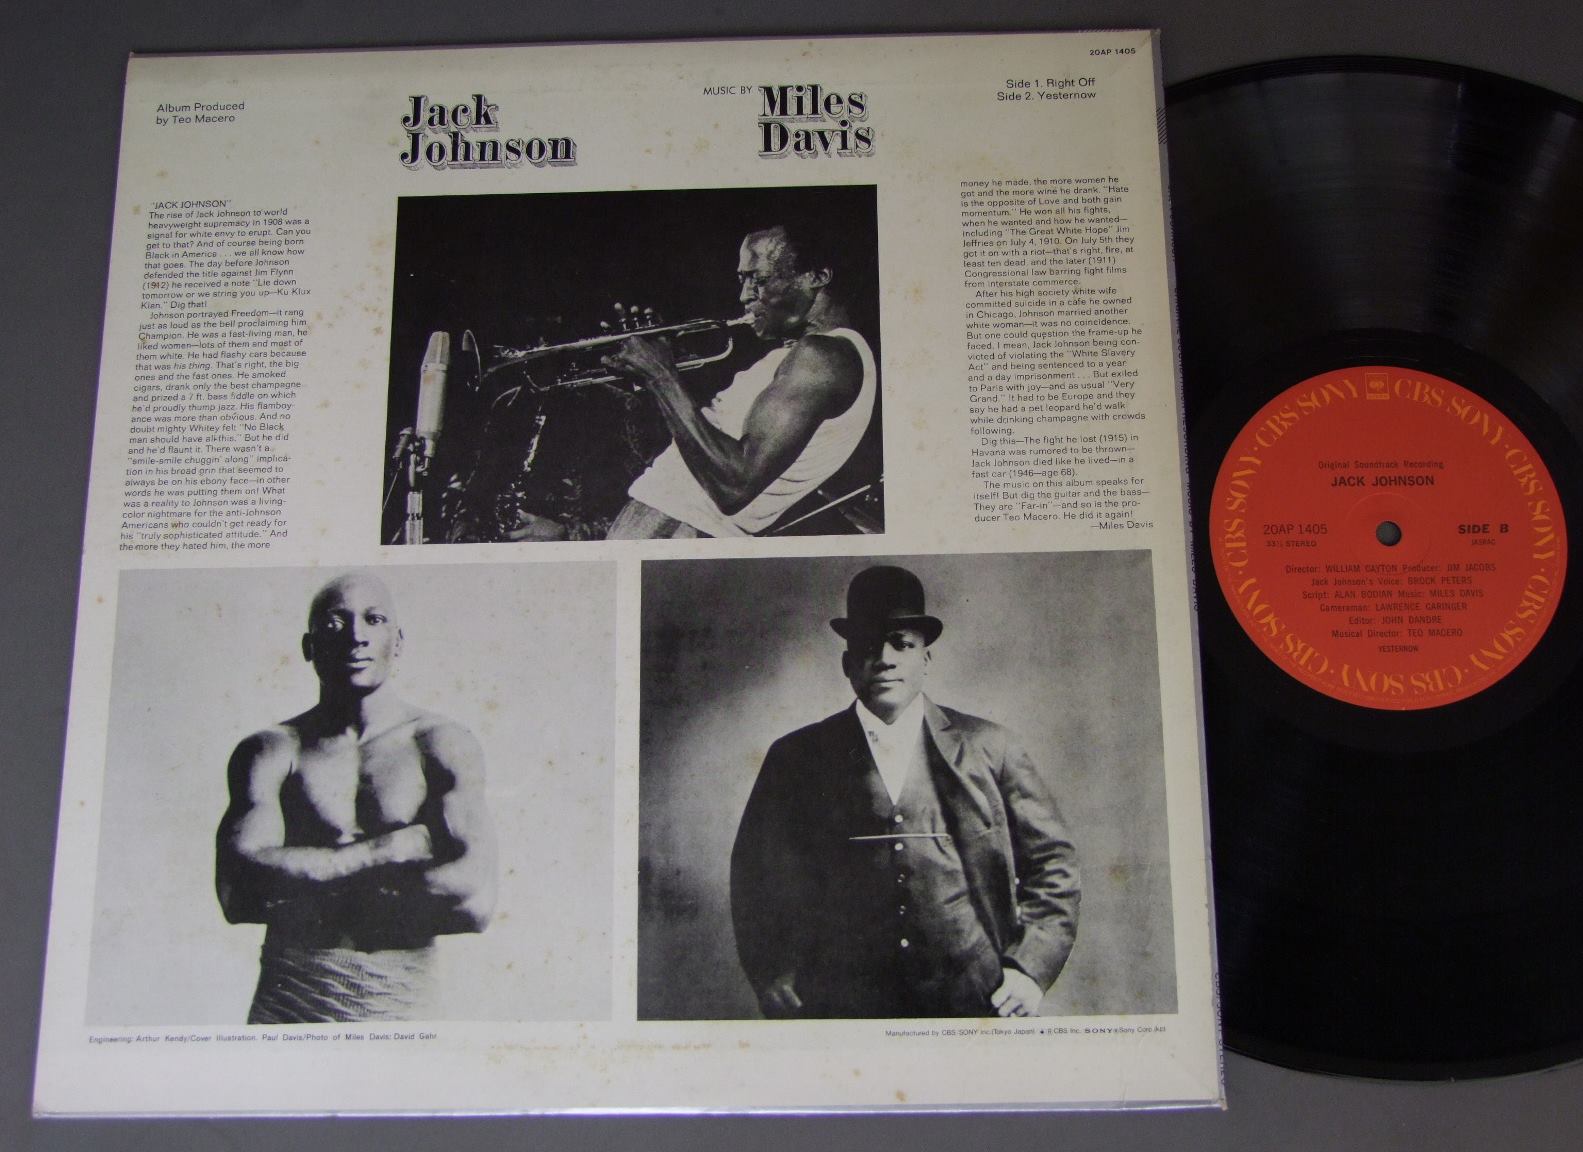 20AP 1405
Album Produced
by Teo Macero
Jack
Johnson
MUSIC BY Miles
Davis
Side 1. Right Off
Side 2. Yesternow
"JACK JOHNSON"
The rise of Jack Johnson to world
heavyweight supremacy in 1908 was a
signal for white envy to erupt. Can you
get to that? And of course being born
Black in America . . . we all know how
that goes. The day before Johnson
defended the title against Jim Flynn
(1912) he received a note "Lie down
tomorrow or we string you up—Ku Klux
Klan." Dig that!
Johnson portrayed Freedom—it rang
just as loud as the bell proclaiming him
Champion. He was a fast-living man, he
liked women—lots of them and most of
them white. He had flashy cars because
that was his thing. That's right, the big
ones and the fast ones. He smoked
cigars, drank only the best champagne
and prized a 7 ft. bass fiddle on which
he'd proudly thump jazz. His flamboy-
ance was more than obvious. And no
doubt mighty Whitey felt "No Black
man should have all this." But he did
and he'd flaunt it. There wasn't a
"smile-smile chuggin' along" implica-
tion in his broad grin that seemed to
always be on his ebony face—in other
words he was putting them on! What
was a reality to Johnson was a living-
color nightmare for the anti-Johnson
Americans who couldn't get ready for
his "truly sophisticated attitude." And
the more they hated him, the more
money he made, the more women he
got and the more wine he drank. "Hate
is the opposite of Love and both gain
momentum." He won all his fights,
when he wanted and how he wanted—
including "The Great White Hope" Jim
Jeffries on July 4, 1910. On July 5th they
got it on with a riot—that's right, fire, at
least ten dead, and the later (1911)
Congressional law barring fight films
from interstate commerce.
After his high society white wife
committed suicide in a cafe he owned
in Chicago, Johnson married another
white woman—it was no coincidence.
But one could question the frame-up he
faced. I mean, Jack Johnson being con-
victed of violating the "White Slavery
Act" and being sentenced to a year
and a day imprisonment . . . But exiled
to Paris with joy—and as usual "Very
Grand." It had to be Europe and they
say he had a pet leopard he'd walk
while drinking champagne with crowds
following.
Dig this—The fight he lost (1915) in
Havana was rumored to be thrown—
Jack Johnson died like he lived—in a
fast car (1946—age 68).
The music on this album speaks for
itself! But dig the guitar and the bass—
They are "Far-in"—and so is the pro-
ducer Teo Macero. He did it again!
—Miles Davis
Engineering: Arthur Kendy/Cover Illustration: Paul Davis/Photo of Miles Davis: David Gahr
Manufactured by CBS SONY Inc.(Tokyo Japan) CBS Inc. SONY Sony Corp.
CBS SONY · CBS SONY · CBS SONY · CBS SONY · CBS SONY · CBS SONY · CBS SONY · CBS SONY
Original Soundtrack Recording
JACK JOHNSON
20AP 1405
33⅓ STEREO
SIDE B
JASRAC
Director: WILLIAM CAYTON Producer: JIM JACOBS
Jack Johnson's Voice: BROCK PETERS
Script: ALAN BODIAN Music: MILES DAVIS
Cameraman: LAWRENCE GARINGER
Editor: JOHN DANDRE
Musical Director: TEO MACERO
YESTERNOW